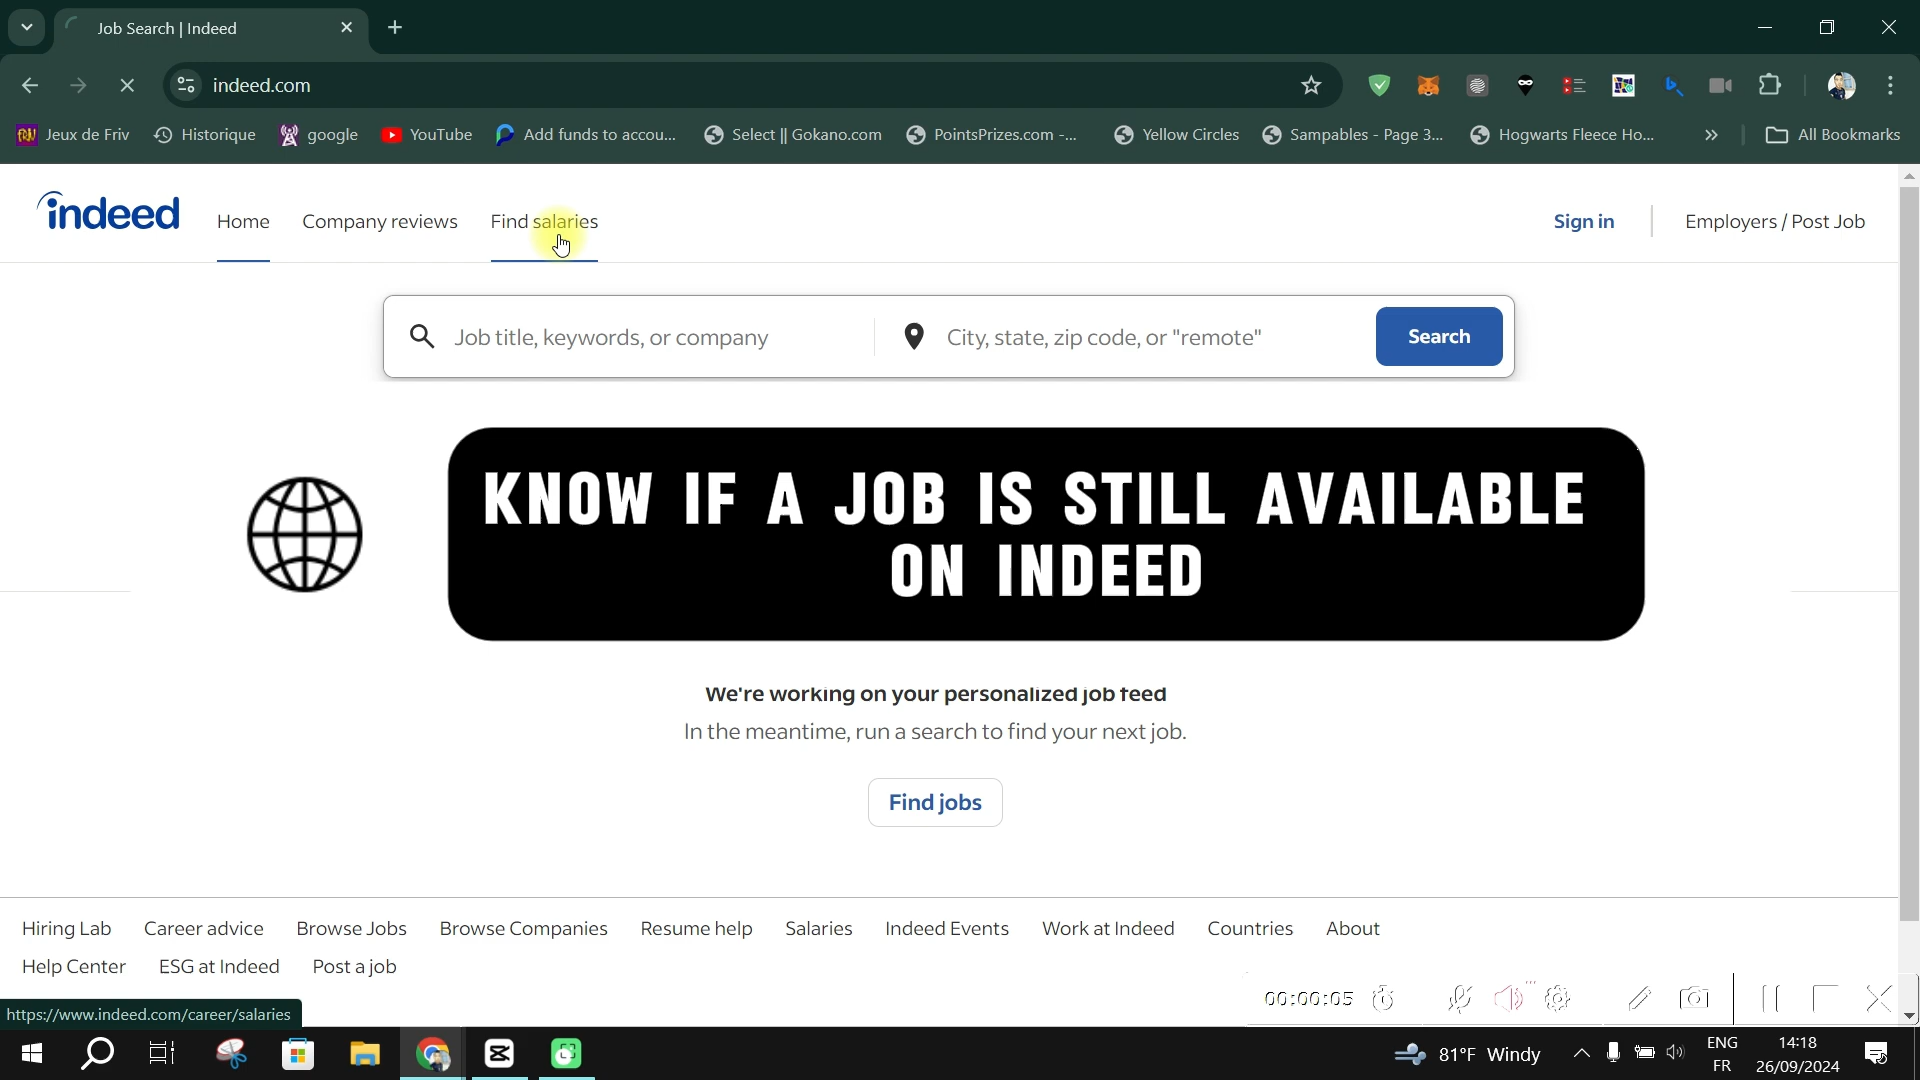 Job Search | Indeed
indeed.com
Jeux de Friv
Historique
google
YouTube
Add funds to accou...
Select || Gokano.com
PointsPrizes.com -...
Yellow Circles
Sampables - Page 3...
Hogwarts Fleece Ho...
All Bookmarks
indeed
Home
Company reviews
Find salaries
Sign in
Employers / Post Job
Job title, keywords, or company
City, state, zip code, or "remote"
Search
KNOW IF A JOB IS STILL AVAILABLE
ON INDEED
We're working on your personalized job feed
In the meantime, run a search to find your next job.
Find jobs
Hiring Lab
Career advice
Browse Jobs
Browse Companies
Resume help
Salaries
Indeed Events
Work at Indeed
Countries
About
Help Center
ESG at Indeed
Post a job
00:00:05
https://www.indeed.com/career/salaries
81°F Windy
ENG
FR
14:18
26/09/2024